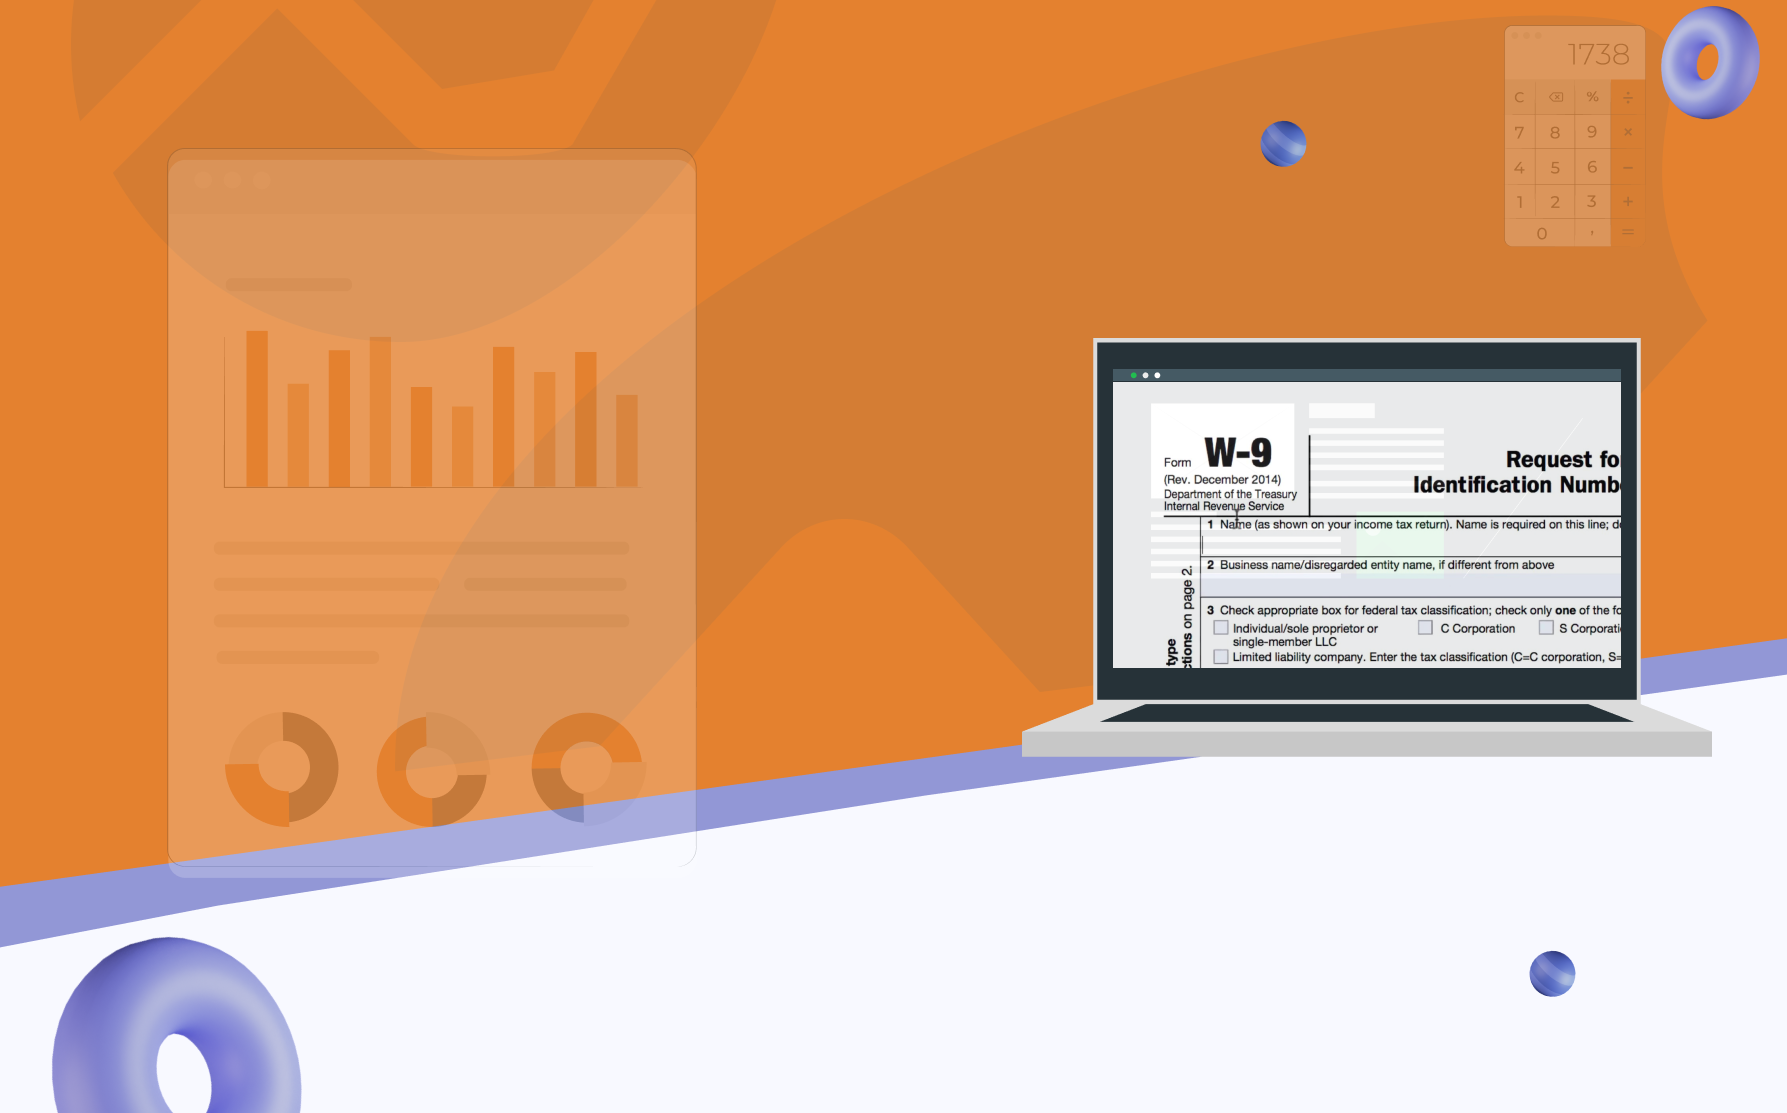 1738
C %
7 8 9 ×
4 5 6 −
1 2 3 +
0 , =
Form W-9
(Rev. December 2014)
Department of the Treasury
Internal Revenue Service
Request fo
Identification Numb
1 Name (as shown on your income tax return). Name is required on this line; d
2 Business name/disregarded entity name, if different from above
3 Check appropriate box for federal tax classification; check only one of the fo
Individual/sole proprietor or
single-member LLC
C Corporation
S Corporati
Limited liability company. Enter the tax classification (C=C corporation, S=
type
ctions on page 2.